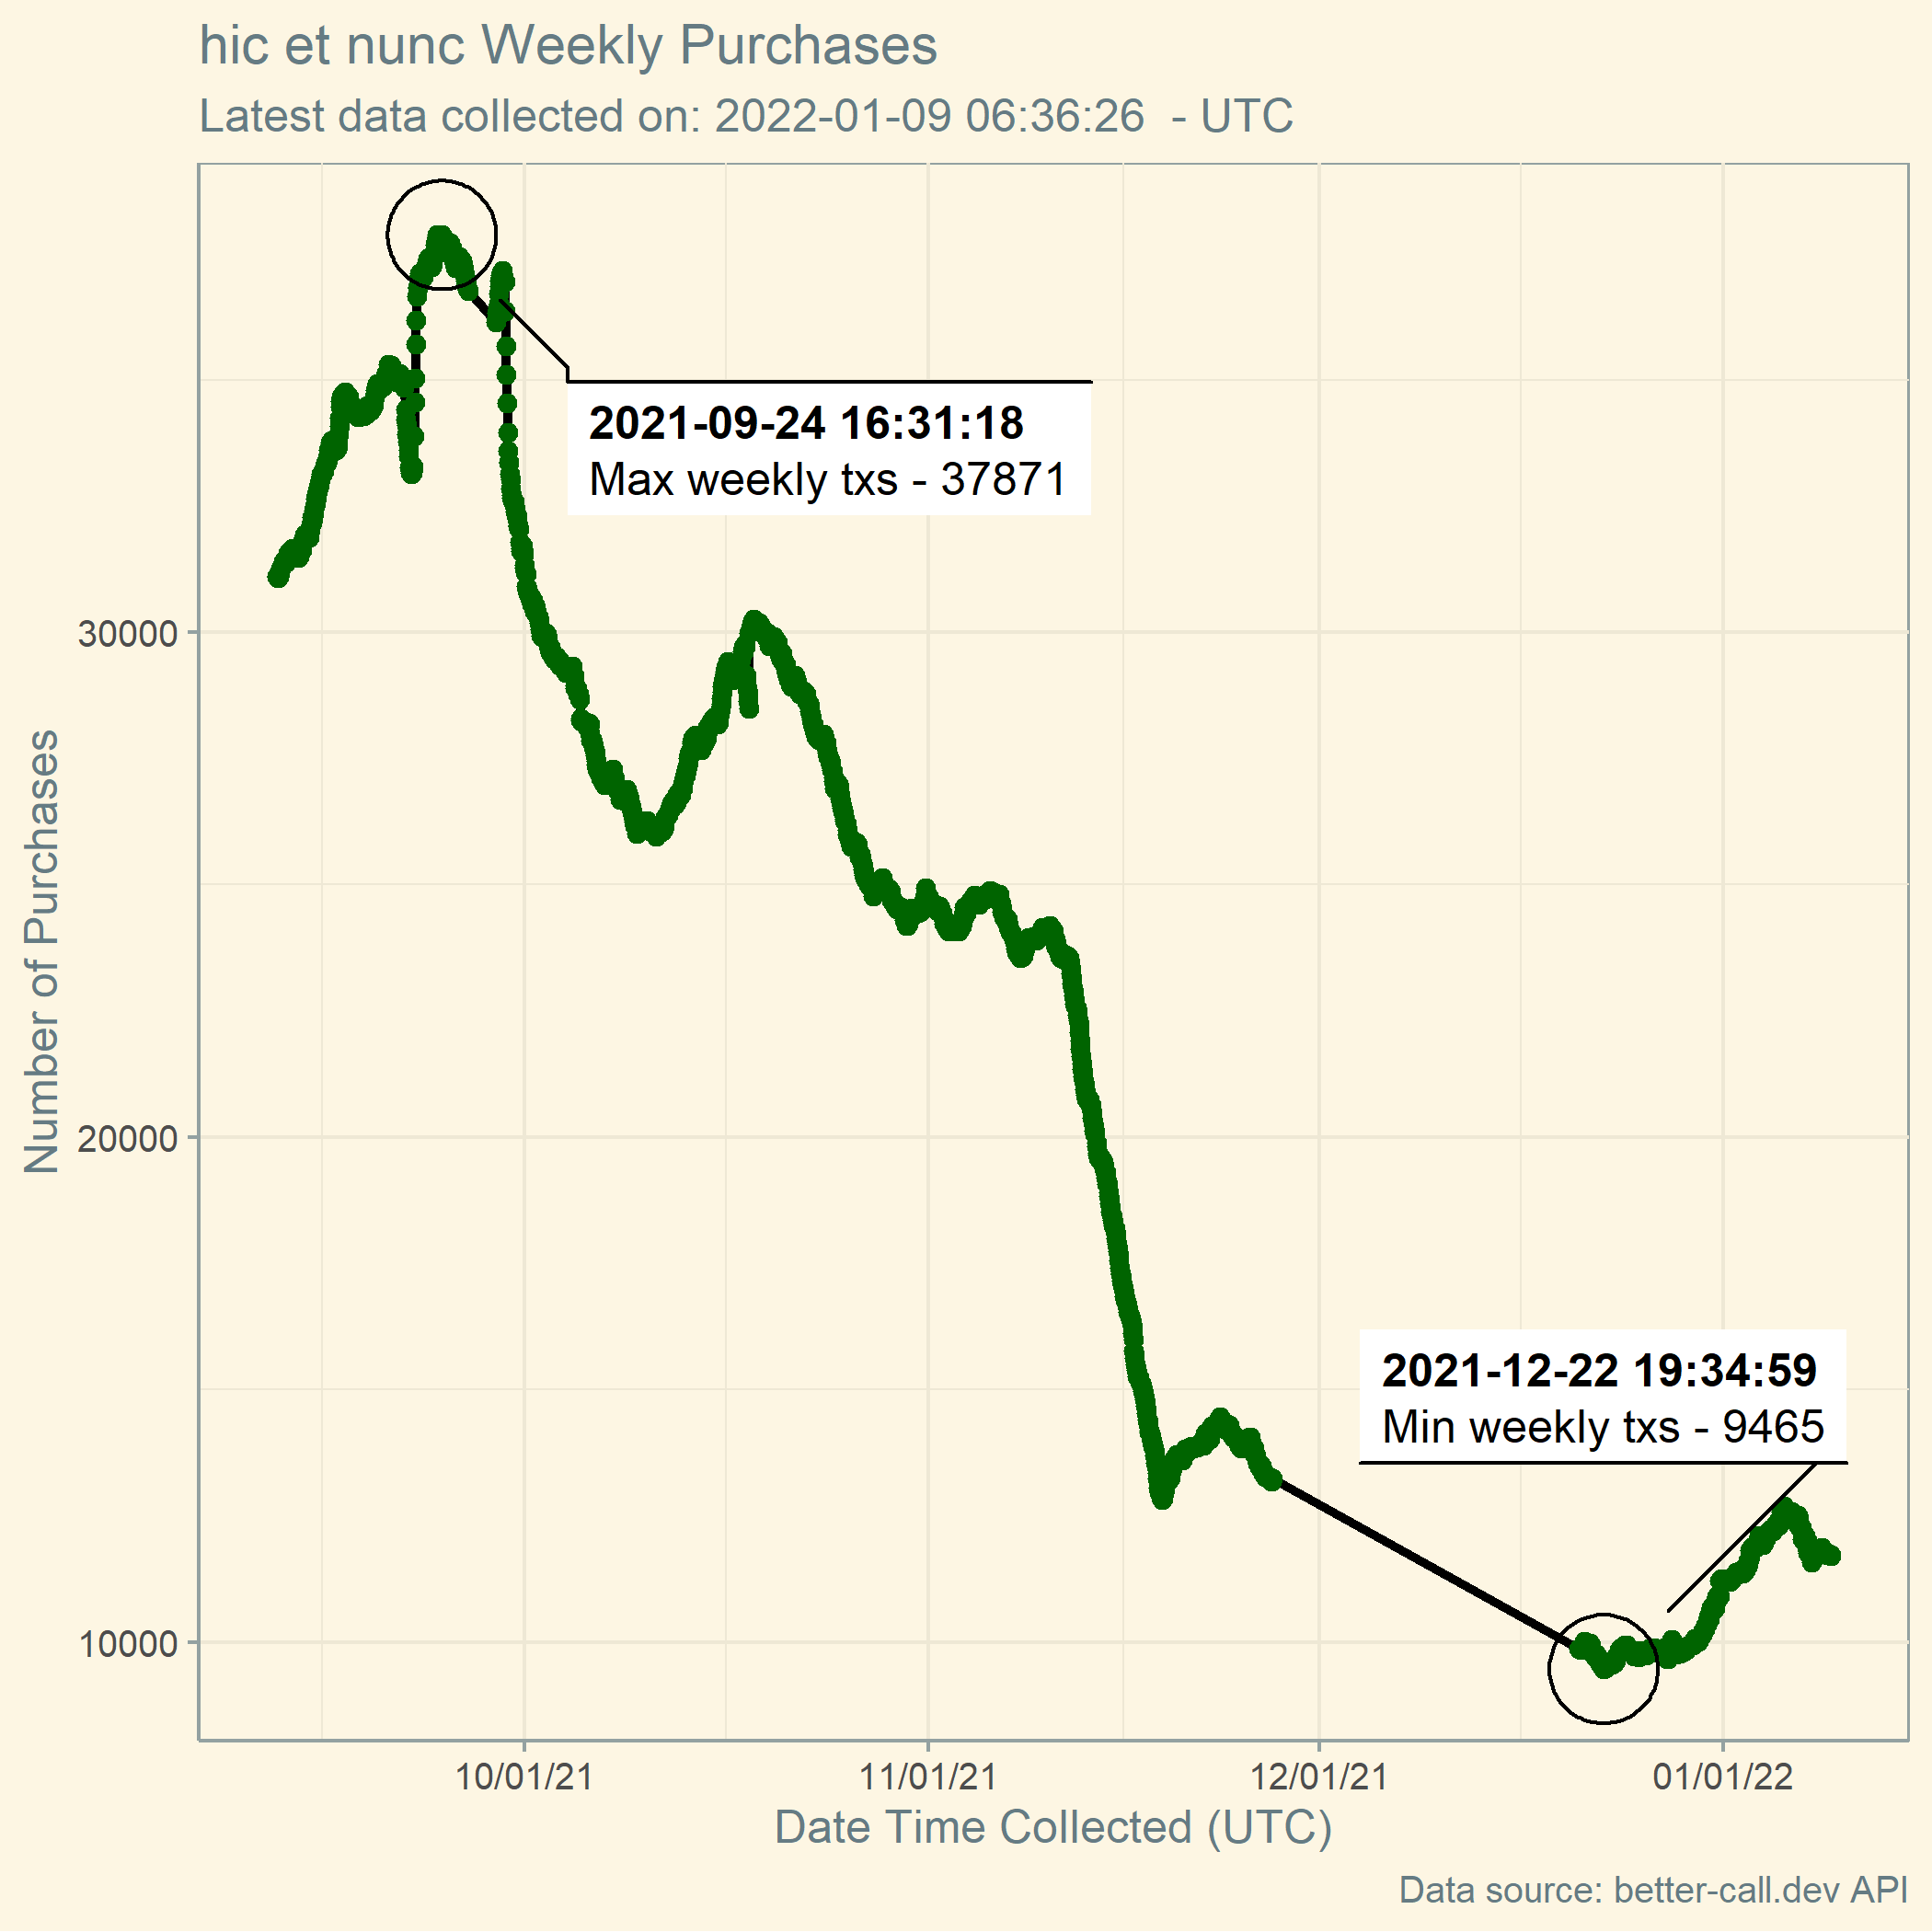 hic et nunc Weekly Purchases
Latest data collected on: 2022-01-09 06:36:26  - UTC
Number of Purchases
30000
20000
10000
2021-09-24 16:31:18
Max weekly txs - 37871
2021-12-22 19:34:59
Min weekly txs - 9465
10/01/21
11/01/21
12/01/21
01/01/22
Date Time Collected (UTC)
Data source: better-call.dev API